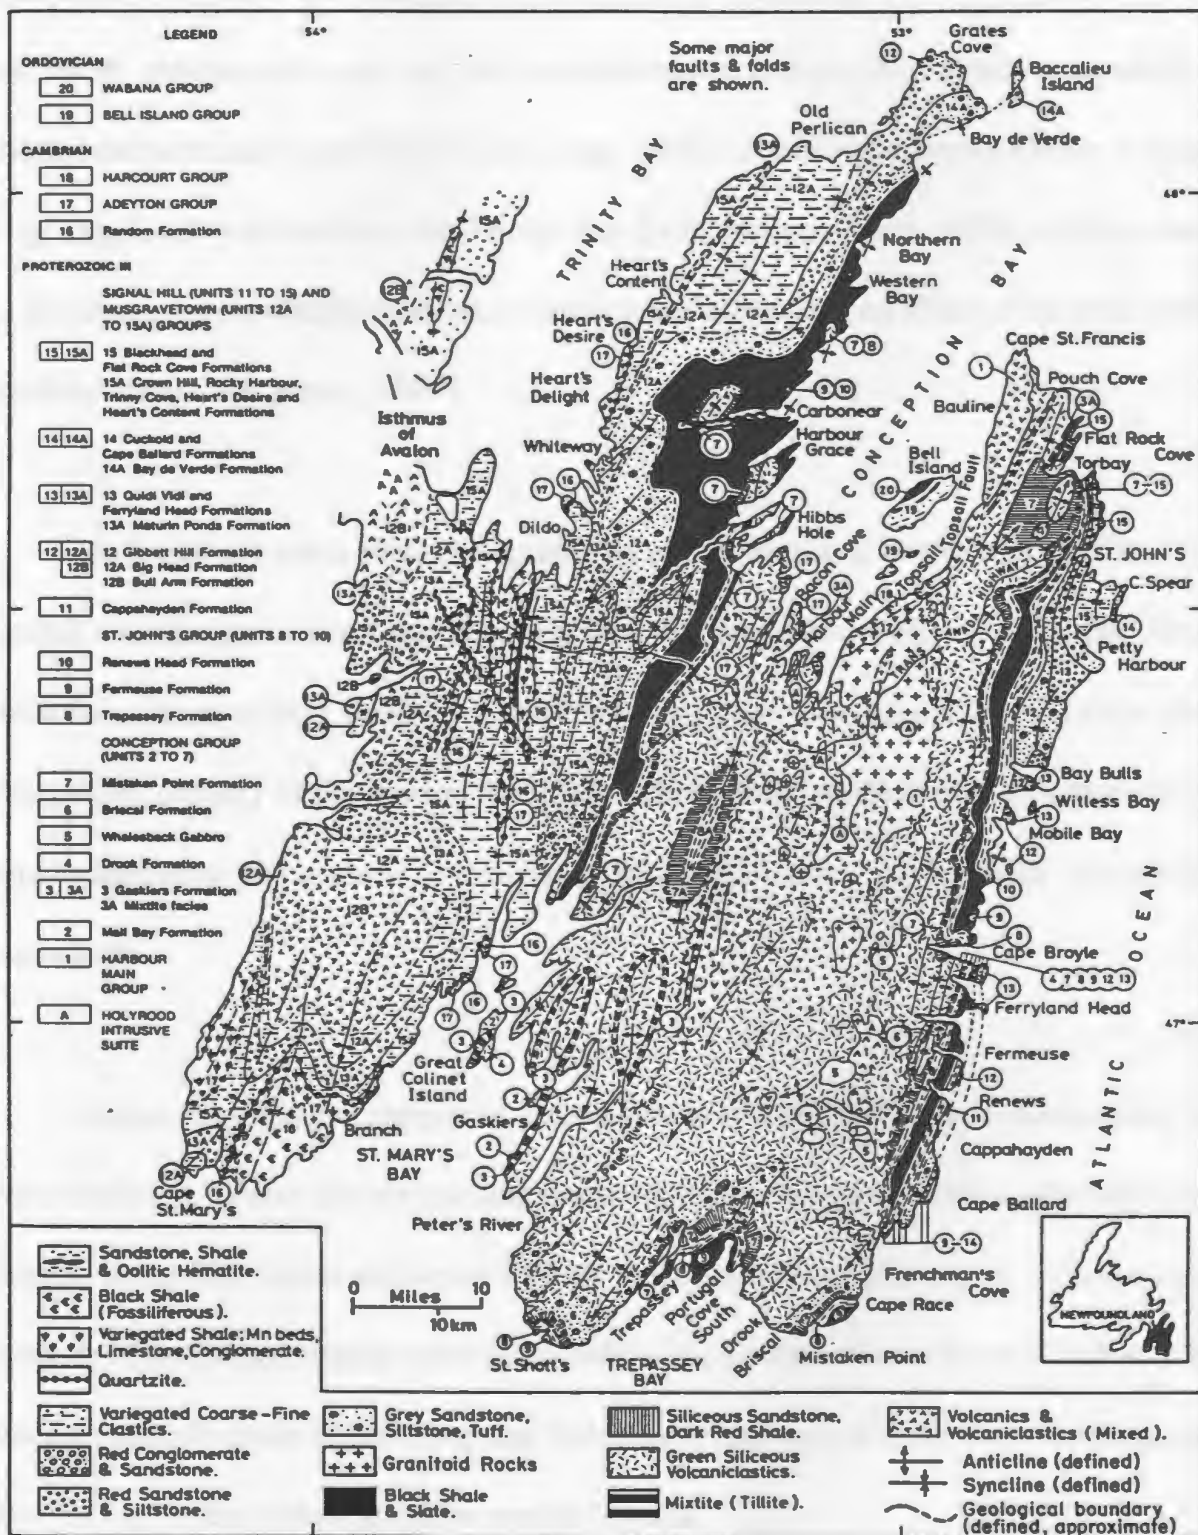 LEGEND
ORDOVICIAN
20 WABANA GROUP
19 BELL ISLAND GROUP
CAMBRIAN
18 HARCOURT GROUP
17 ADEYTON GROUP
16 Random Formation
PROTEROZOIC III
SIGNAL HILL (UNITS 11 TO 15) AND
MUSGRAVETOWN (UNITS 12A
TO 15A) GROUPS
15 15A 15 Blackhead and
Flat Rock Cove Formations
15A Crown Hill, Rocky Harbour,
Trinny Cove, Heart's Desire and
Heart's Content Formations
14 14A 14 Cuckold and
Cape Ballard Formations
14A Bay de Verde Formation
13 13A 13 Quidi Vidi and
Ferryland Head Formations
13A Maturin Ponds Formation
12 12A 12 Gibbett Hill Formation
12B 12A Big Head Formation
12B Bull Arm Formation
11 Cappahayden Formation
ST. JOHN'S GROUP (UNITS 8 TO 10)
10 Renews Head Formation
9 Fermeuse Formation
8 Trepassey Formation
CONCEPTION GROUP
(UNITS 2 TO 7)
7 Mistaken Point Formation
6 Briscal Formation
5 Whalesback Gabbro
4 Drook Formation
3 3A 3 Gaskiers Formation
3A Mixtite facies
2 Mall Bay Formation
1 HARBOUR
MAIN
GROUP
A HOLYROOD
INTRUSIVE
SUITE
54°
53°
48°
47°
Some major
faults & folds
are shown.
Grates
Cove
Baccalieu
Island
Bay de Verde
Old
Perlican
TRINITY BAY
Northern
Bay
Western
Bay
Heart's
Content
Heart's
Desire
Heart's
Delight
Whiteway
Dildo
Isthmus
of
Avalon
Carbonear
Harbour
Grace
Hibbs
Hole
Bacon Cove
Harbour
Main
CONCEPTION BAY
Bell
Island
Topsail Fault
Topsail
TRANS
CANADA HIGHWAY
Cape St. Francis
Pouch Cove
Bauline
Flat Rock
Cove
Torbay
ST. JOHN'S
C. Spear
Petty
Harbour
Bay Bulls
Witless Bay
Mobile Bay
Cape Broyle
Ferryland Head
Fermeuse
Renews
Cappahayden
Cape Ballard
Frenchman's
Cove
Cape Race
Mistaken Point
Briscal
Drook
Portugal
Cove
South
Trepassey
TREPASSEY
BAY
St. Shott's
Peter's River
Gaskiers
ST. MARY'S
BAY
Great
Colinet
Island
Branch
Cape
St. Mary's
ATLANTIC OCEAN
NEWFOUNDLAND
0 Miles 10
10 km
Sandstone, Shale
& Oolitic Hematite.
Black Shale
(Fossiliferous).
Variegated Shale; Mn beds,
Limestone, Conglomerate.
Quartzite.
Variegated Coarse-Fine
Clastics.
Red Conglomerate
& Sandstone.
Red Sandstone
& Siltstone.
Grey Sandstone,
Siltstone, Tuff.
Granitoid Rocks
Black Shale
& Slate.
Siliceous Sandstone,
Dark Red Shale.
Green Siliceous
Volcaniclastics.
Mixtite (Tillite).
Volcanics &
Volcaniclastics (Mixed).
Anticline (defined)
Syncline (defined)
Geological boundary
(defined, approximate)